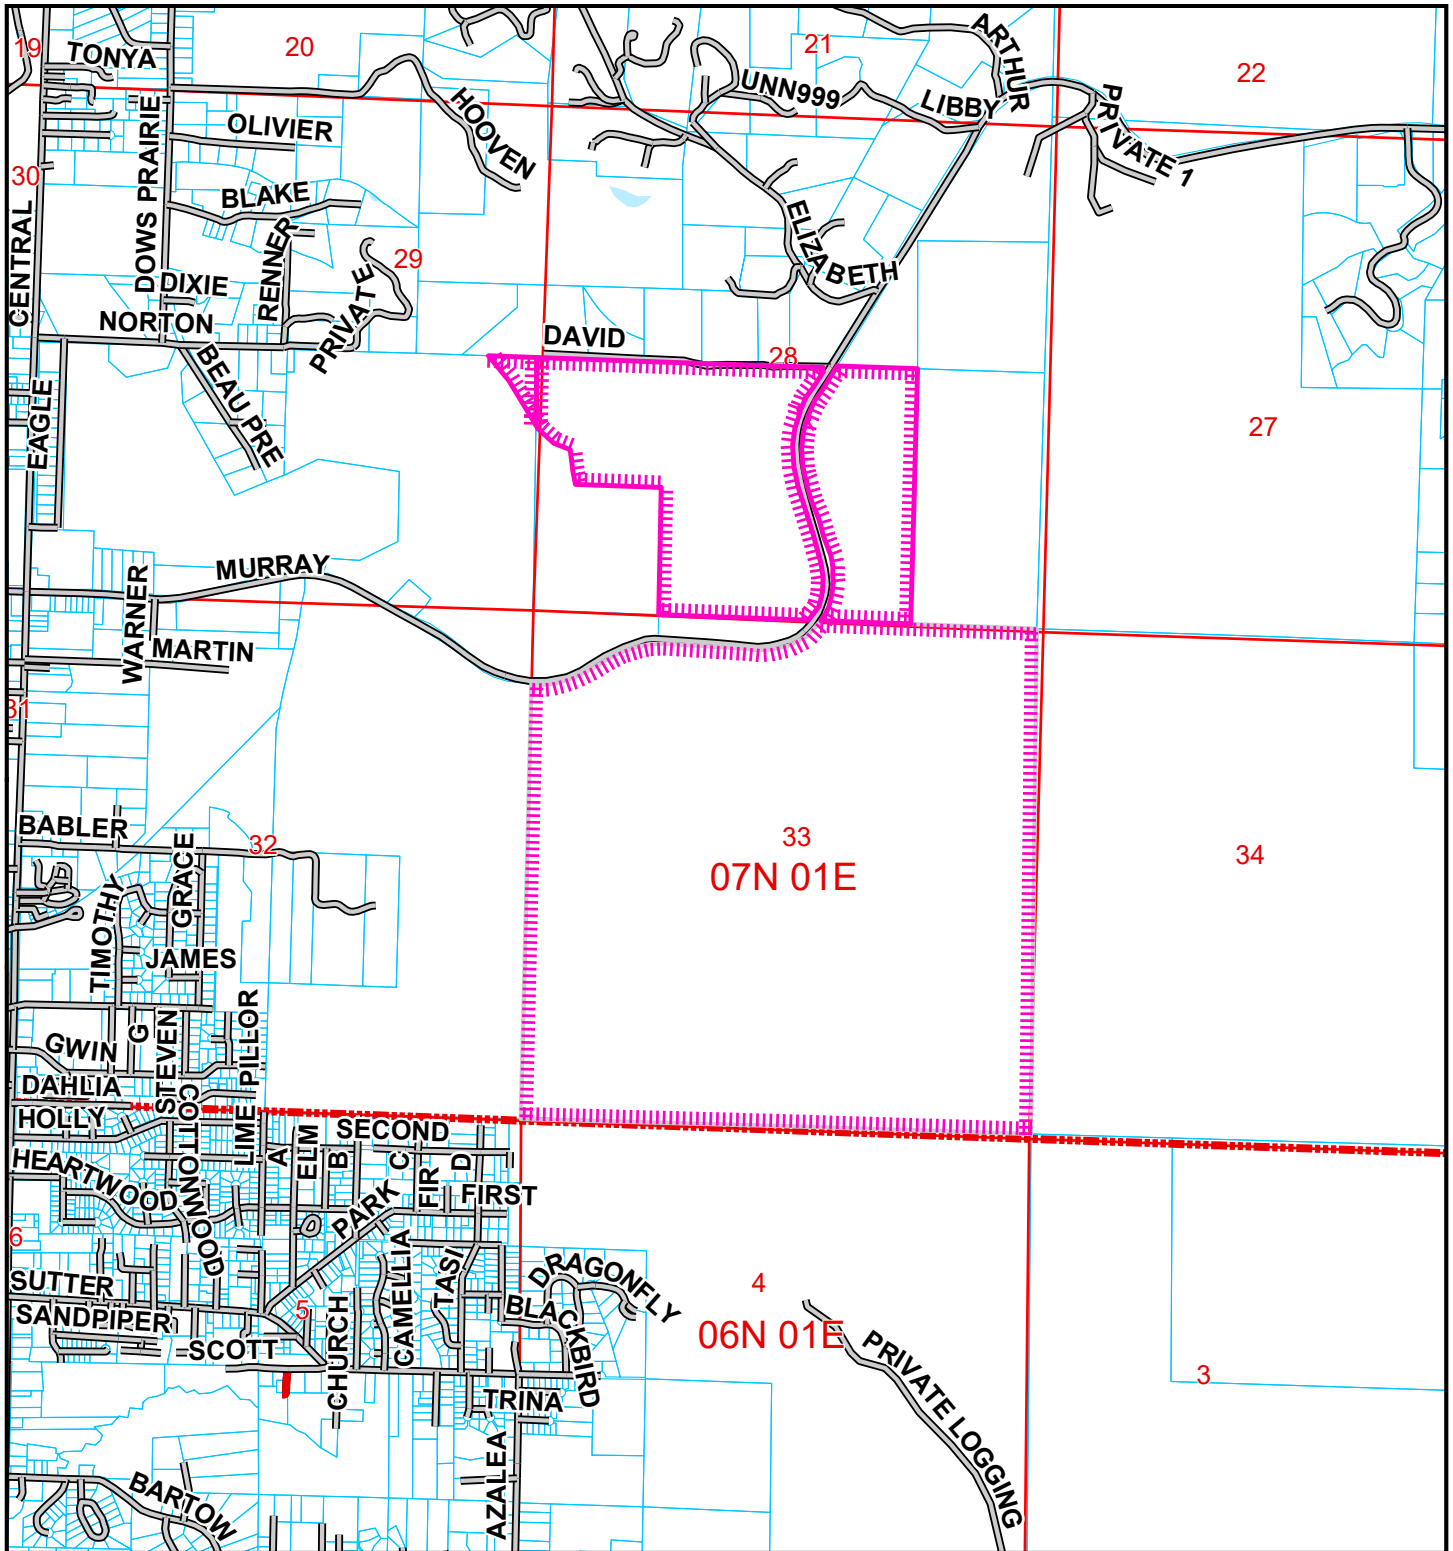 19
TONYA
20
21
ARTHUR
22
HOOVEN
UNN999
LIBBY
PRIVATE 1
OLIVIER
DOWS PRAIRIE
30
BLAKE
ELIZABETH
CENTRAL
RENNER
29
PRIVATE
DIXIE
NORTON
DAVID
28
BEAU PRE
EAGLE
27
MURRAY
WARNER
MARTIN
31
BABLER
32
33
07N 01E
34
GRACE
TIMOTHY
JAMES
PILLOR
G
STEVEN
GWIN
DAHLIA
HOLLY
COTTONWOOD
LIME
A
ELM
SECOND
B
C
D
FIR
HEARTWOOD
FIRST
PARK
6
CAMELLIA
TASI
DRAGONFLY
4
SUTTER
5
SANDPIPER
BLACKBIRD
06N 01E
SCOTT
CHURCH
PRIVATE LOGGING
3
TRINA
AZALEA
BARTOW